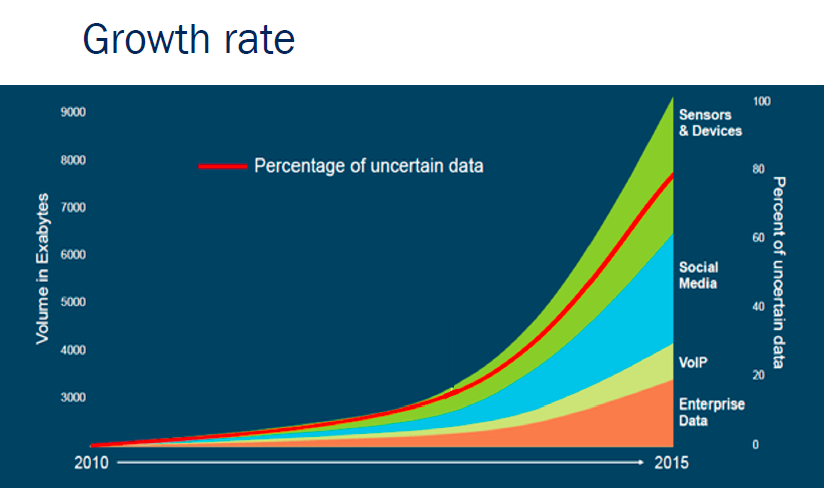 Growth rate
9000
8000
7000
6000
5000
4000
3000
Volume in Exabytes
Percentage of uncertain data
100
80
60
40
20
0
Percent of uncertain data
Sensors
& Devices
Social
Media
VoIP
Enterprise
Data
2010
2015